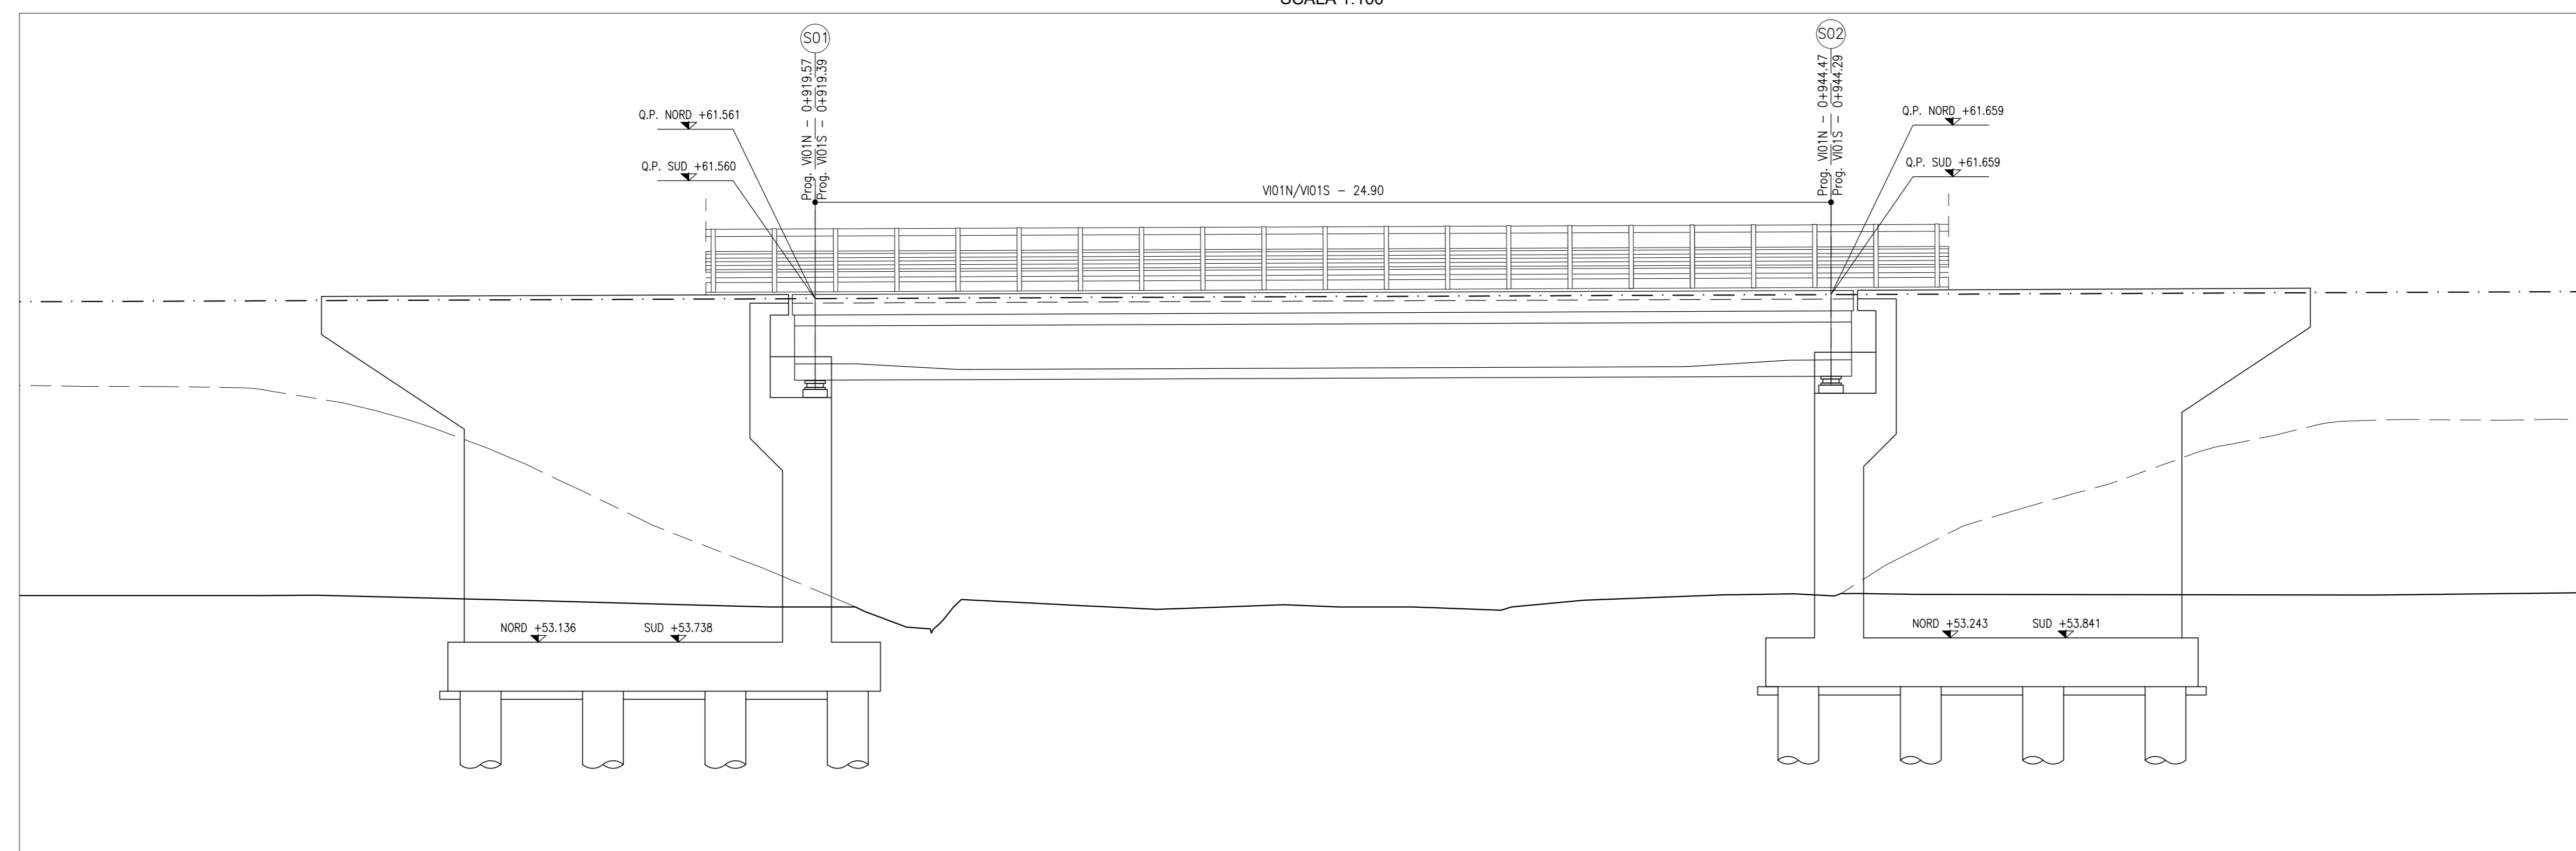 SCALA 1:100
S01
S02
Prog. VI01N - 0+919.57
Prog. VI01S - 0+919.39
Prog. VI01N - 0+944.47
Prog. VI01S - 0+944.29
Q.P. NORD +61.561
Q.P. NORD +61.659
Q.P. SUD +61.560
Q.P. SUD +61.659
VI01N/VI01S - 24.90
NORD +53.136
SUD +53.738
NORD +53.243
SUD +53.841